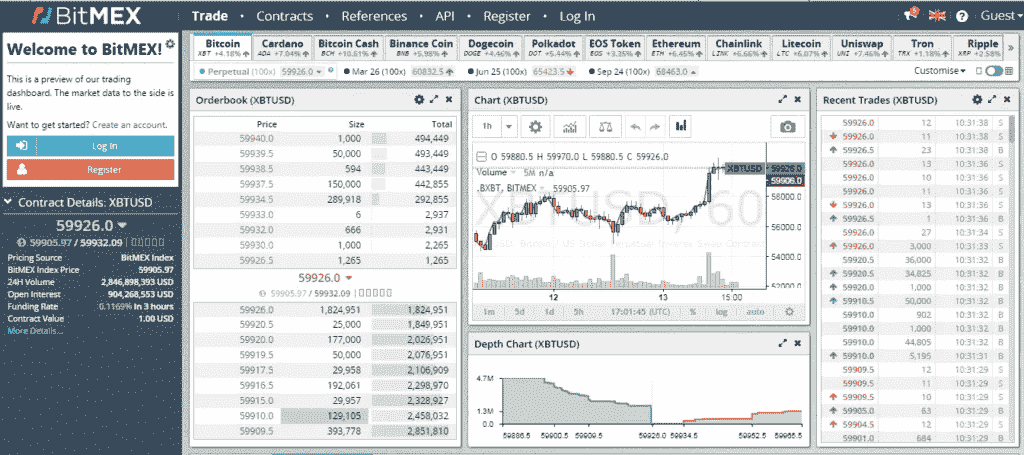 BitMEX
Trade • Contracts • References • API • Register • Log In
Guest
Welcome to BitMEX!
This is a preview of our trading
dashboard. The market data to the side is
live.
Want to get started? Create an account.
Log In
Register
Contract Details: XBTUSD
59926.0
59905.97 / 59932.09
Pricing Source BitMEX Index
BitMEX Index Price 59905.97
24H Volume 2,846,898,393 USD
Open Interest 904,268,553 USD
Funding Rate 0.1169% in 3 hours
Contract Value 1.00 USD
More Details...
Bitcoin Cardano Bitcoin Cash Binance Coin Dogecoin Polkadot EOS Token Ethereum Chainlink Litecoin Uniswap Tron Ripple
XBT +4.18% ADA +7.04% BCH +10.61% BNB +5.98% DOGE +4.46% DOT +5.44% EOS +3.35% ETH +6.45% LINK +6.66% LTC +6.07% UNI +7.46% TRX +1.18% XRP +2.58%
Perpetual (100x) 59926.0 Mar 26 (100x) 60832.5 Jun 25 (100x) 65423.5 Sep 24 (100x) 68463.0
Customise
Orderbook (XBTUSD)
Price Size Total
59940.0 1,000 494,449
59939.5 50,000 493,449
59938.5 594 443,449
59937.5 150,000 442,855
59934.5 289,918 292,855
59933.0 6 2,937
59932.0 666 2,931
59930.0 1,000 2,265
59926.5 1,265 1,265
59926.0
59905.97 / 59932.09
59926.0 1,824,951 1,824,951
59920.5 25,000 1,849,951
59920.0 177,000 2,026,951
59919.5 50,000 2,076,951
59917.5 29,958 2,106,909
59916.5 192,061 2,298,970
59915.0 29,957 2,328,927
59910.0 129,105 2,458,032
59909.5 393,778 2,851,810
Chart (XBTUSD)
1h
O 59880.5 H 59970.0 L 59880.5 C 59926.0
Volume 5M n/a
.BXBT, BITMEX 59905.97
XBTUSD, 60
XBTUSD 59926.0
59906.0
58000.0
56000.0
54000.0
52000.0
12 13 15:00
1m 5d 1d 5h 17:01:45 (UTC) % log auto
Depth Chart (XBTUSD)
4.7M
1.3M
0.0
59886.5 59900.5 59909.5 59926.0 59934.5 59952.5 59966.5
Recent Trades (XBTUSD)
59926.0 12 10:31:38 S
59926.0 11 10:31:38 S
59926.5 23 10:31:36 B
59926.0 13 10:31:36 S
59926.0 10 10:31:36 S
59926.0 11 10:31:36 S
59926.0 13 10:31:36 S
59926.5 1 10:31:36 B
59926.0 27 10:31:34 S
59926.0 3,000 10:31:33 S
59920.5 36,000 10:31:32 B
59920.5 34,825 10:31:32 B
59920.0 1,000 10:31:32 B
59910.5 50,000 10:31:32 B
59910.0 902 10:31:32 B
59910.0 1,000 10:31:32 B
59910.0 44,805 10:31:32 B
59910.0 5,195 10:31:31 B
59909.5 12 10:31:29 S
59909.5 11 10:31:29 S
59909.5 10 10:31:29 S
59905.0 63 10:31:29 B
59904.5 12 10:31:29 S
59901.0 684 10:31:29 B